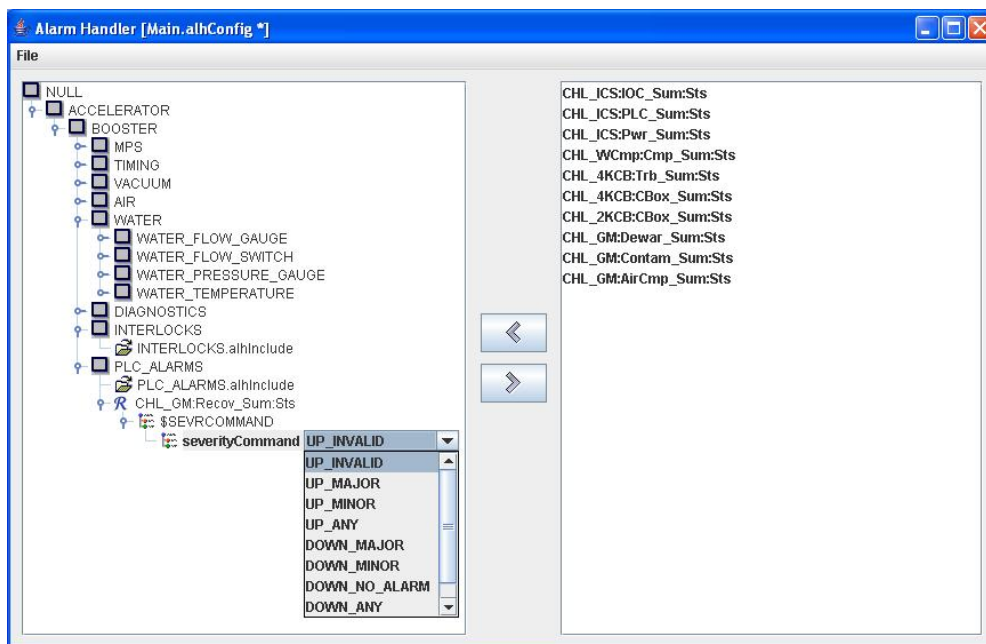 Alarm Handler [Main.alhConfig *]
File
NULL
ACCELERATOR
BOOSTER
MPS
TIMING
VACUUM
AIR
WATER
WATER_FLOW_GAUGE
WATER_FLOW_SWITCH
WATER_PRESSURE_GAUGE
WATER_TEMPERATURE
DIAGNOSTICS
INTERLOCKS
INTERLOCKS.alhInclude
PLC_ALARMS
PLC_ALARMS.alhInclude
R CHL_GM:Recov_Sum:Sts
$SEVRCOMMAND
severityCommand UP_INVALID
UP_INVALID
UP_MAJOR
UP_MINOR
UP_ANY
DOWN_MAJOR
DOWN_MINOR
DOWN_NO_ALARM
DOWN_ANY
CHL_ICS:IOC_Sum:Sts
CHL_ICS:PLC_Sum:Sts
CHL_ICS:Pwr_Sum:Sts
CHL_WCmp:Cmp_Sum:Sts
CHL_4KCB:Trb_Sum:Sts
CHL_4KCB:CBox_Sum:Sts
CHL_2KCB:CBox_Sum:Sts
CHL_GM:Dewar_Sum:Sts
CHL_GM:Contam_Sum:Sts
CHL_GM:AirCmp_Sum:Sts